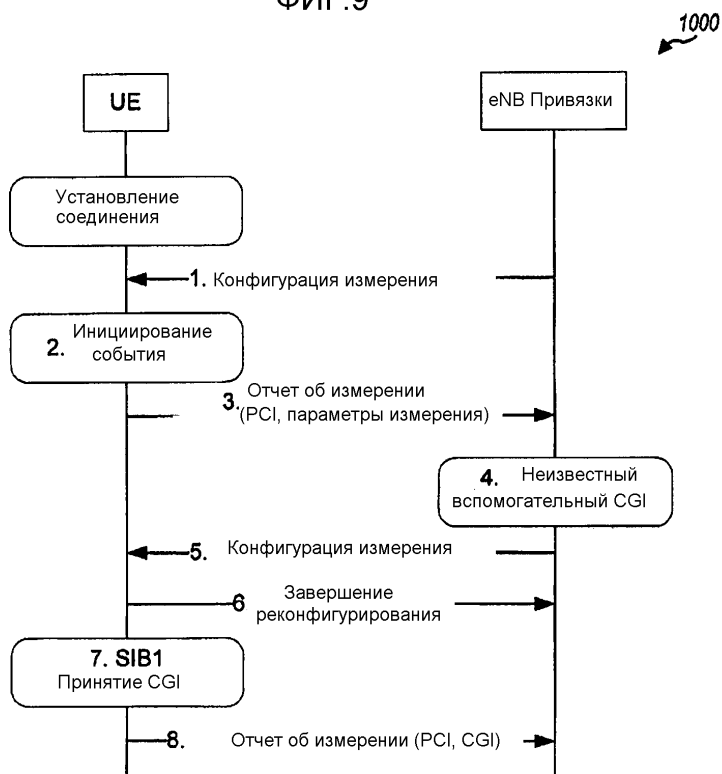 ФИГ.9
1000
UE
eNB Привязки
Установление
соединения
1. Конфигурация измерения
2. Инициирование
события
3. Отчет об измерении
(PCI, параметры измерения)
4. Неизвестный
вспомогательный CGI
5. Конфигурация измерения
6 Завершение
реконфигурирования
7. SIB1
Принятие CGI
8. Отчет об измерении (PCI, CGI)